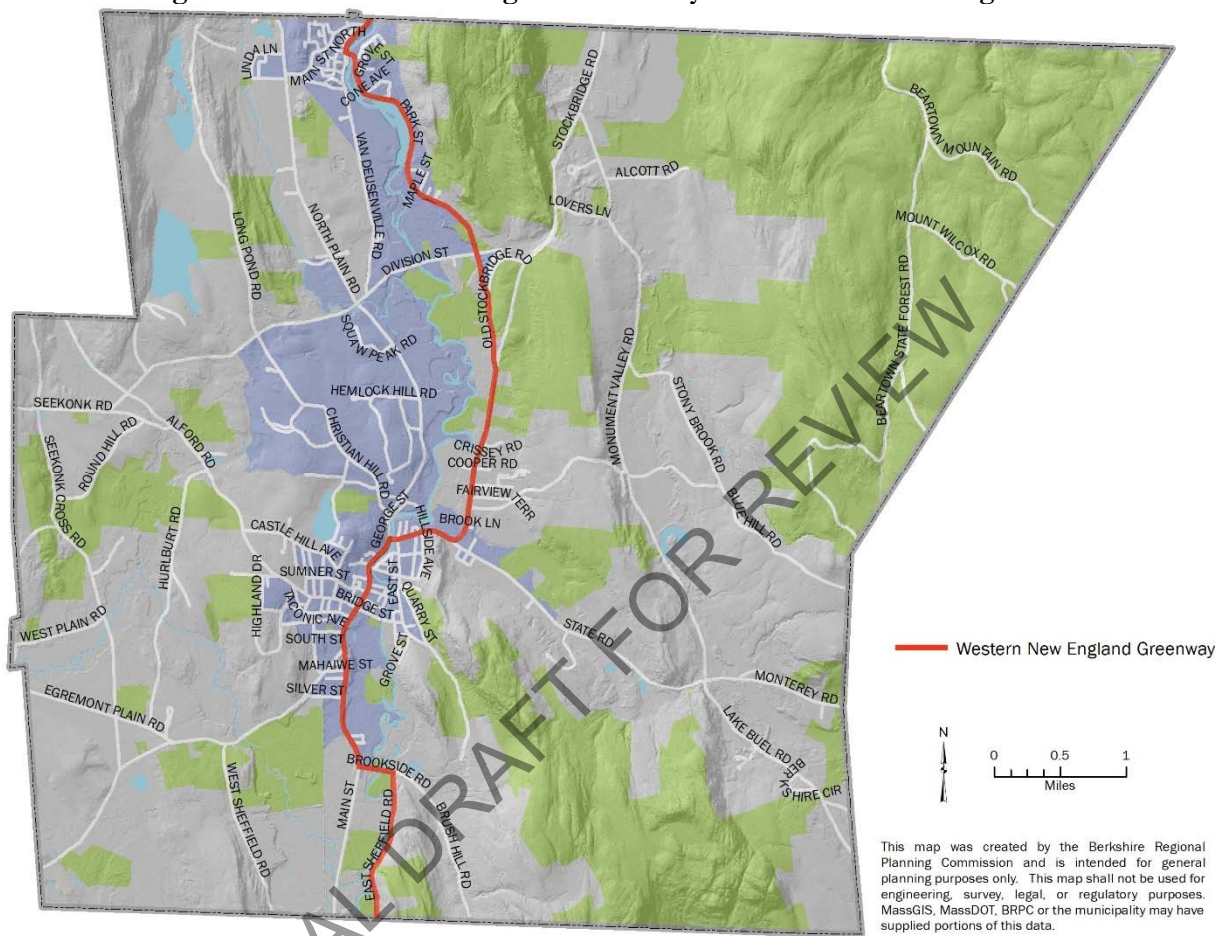 LINDA LN
MAIN ST NORTH
GROVE ST
CONE AVE
PARK ST
MAPLE ST
VAN DEUSENVILLE RD
STOCKBRIDGE RD
ALCOTT RD
LOVERS LN
BEARTOWN MOUNTAIN RD
MOUNT WILCOX RD
BEARTOWN STATE FOREST RD
LONG POND RD
NORTH PLAIN RD
DIVISION ST
OLD STOCKBRIDGE RD
SQUAW PEAK RD
HEMLOCK HILL RD
MONUMENT VALLEY RD
STONY BROOK RD
BLUE HILL RD
SEEKONK RD
ROUND HILL RD
ALFORD RD
SEEKONK CROSS RD
CHRISTIAN HILL RD
CRISSEY RD
COOPER RD
FAIRVIEW TERR
BROOK LN
HURLBURT RD
CASTLE HILL AVE
GEORGE ST
HILLSIDE AVE
SUMNER ST
HIGHLAND DR
EAST ST
BRIDGE ST
QUARRY ST
TACONIC AVE
WEST PLAIN RD
SOUTH ST
GROVE ST
STATE RD
MAHAIWE ST
SILVER ST
EGREMONT PLAIN RD
MONTEREY RD
LAKE BUEL RD
BERKSHIRE CIR
WEST SHEFFIELD RD
MAIN ST
BROOKSIDE RD
EAST SHEFFIELD RD
BRUSH HILL RD
AL DRAFT FOR REVIEW
Western New England Greenway
N
0 0.5 1
Miles
This map was created by the Berkshire Regional
Planning Commission and is intended for general
planning purposes only. This map shall not be used for
engineering, survey, legal, or regulatory purposes.
MassGIS, MassDOT, BRPC or the municipality may have
supplied portions of this data.